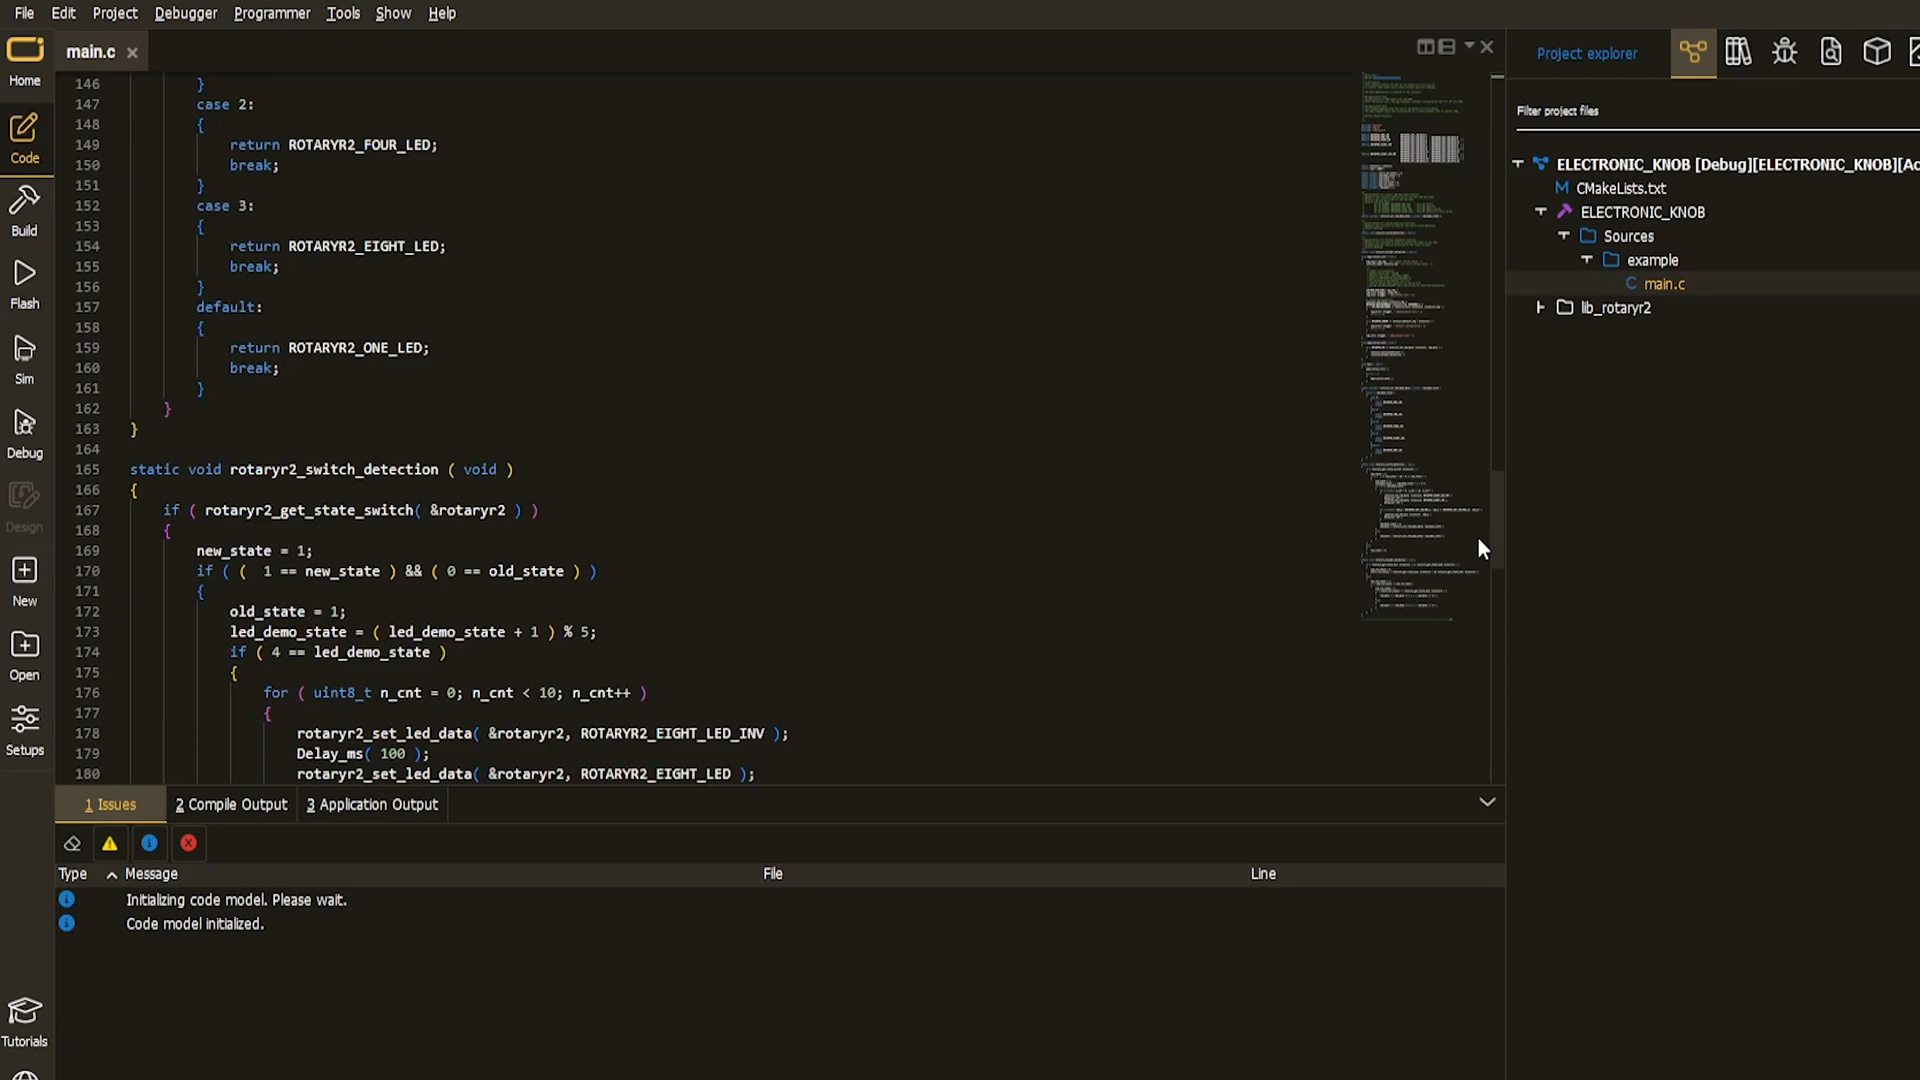 File Edit Project Debugger Programmer Tools Show Help
Home
Code
Build
Flash
Sim
Debug
Design
New
Open
Setups
Tutorials
main.c
146 }
147 case 2:
148 {
149 return ROTARYR2_FOUR_LED;
150 break;
151 }
152 case 3:
153 {
154 return ROTARYR2_EIGHT_LED;
155 break;
156 }
157 default:
158 {
159 return ROTARYR2_ONE_LED;
160 break;
161 }
162 }
163 }
164
165 static void rotaryr2_switch_detection ( void )
166 {
167 if ( rotaryr2_get_state_switch( &rotaryr2 ) )
168 {
169 new_state = 1;
170 if ( ( 1 == new_state ) && ( 0 == old_state ) )
171 {
172 old_state = 1;
173 led_demo_state = ( led_demo_state + 1 ) % 5;
174 if ( 4 == led_demo_state )
175 {
176 for ( uint8_t n_cnt = 0; n_cnt < 10; n_cnt++ )
177 {
178 rotaryr2_set_led_data( &rotaryr2, ROTARYR2_EIGHT_LED_INV );
179 Delay_ms( 100 );
180 rotaryr2_set_led_data( &rotaryr2, ROTARYR2_EIGHT_LED );
1 Issues 2 Compile Output 3 Application Output
Type Message File Line
Initializing code model. Please wait.
Code model initialized.
Project explorer
Filter project files
ELECTRONIC_KNOB [Debug][ELECTRONIC_KNOB][Ac
CMakeLists.txt
ELECTRONIC_KNOB
Sources
example
main.c
lib_rotaryr2